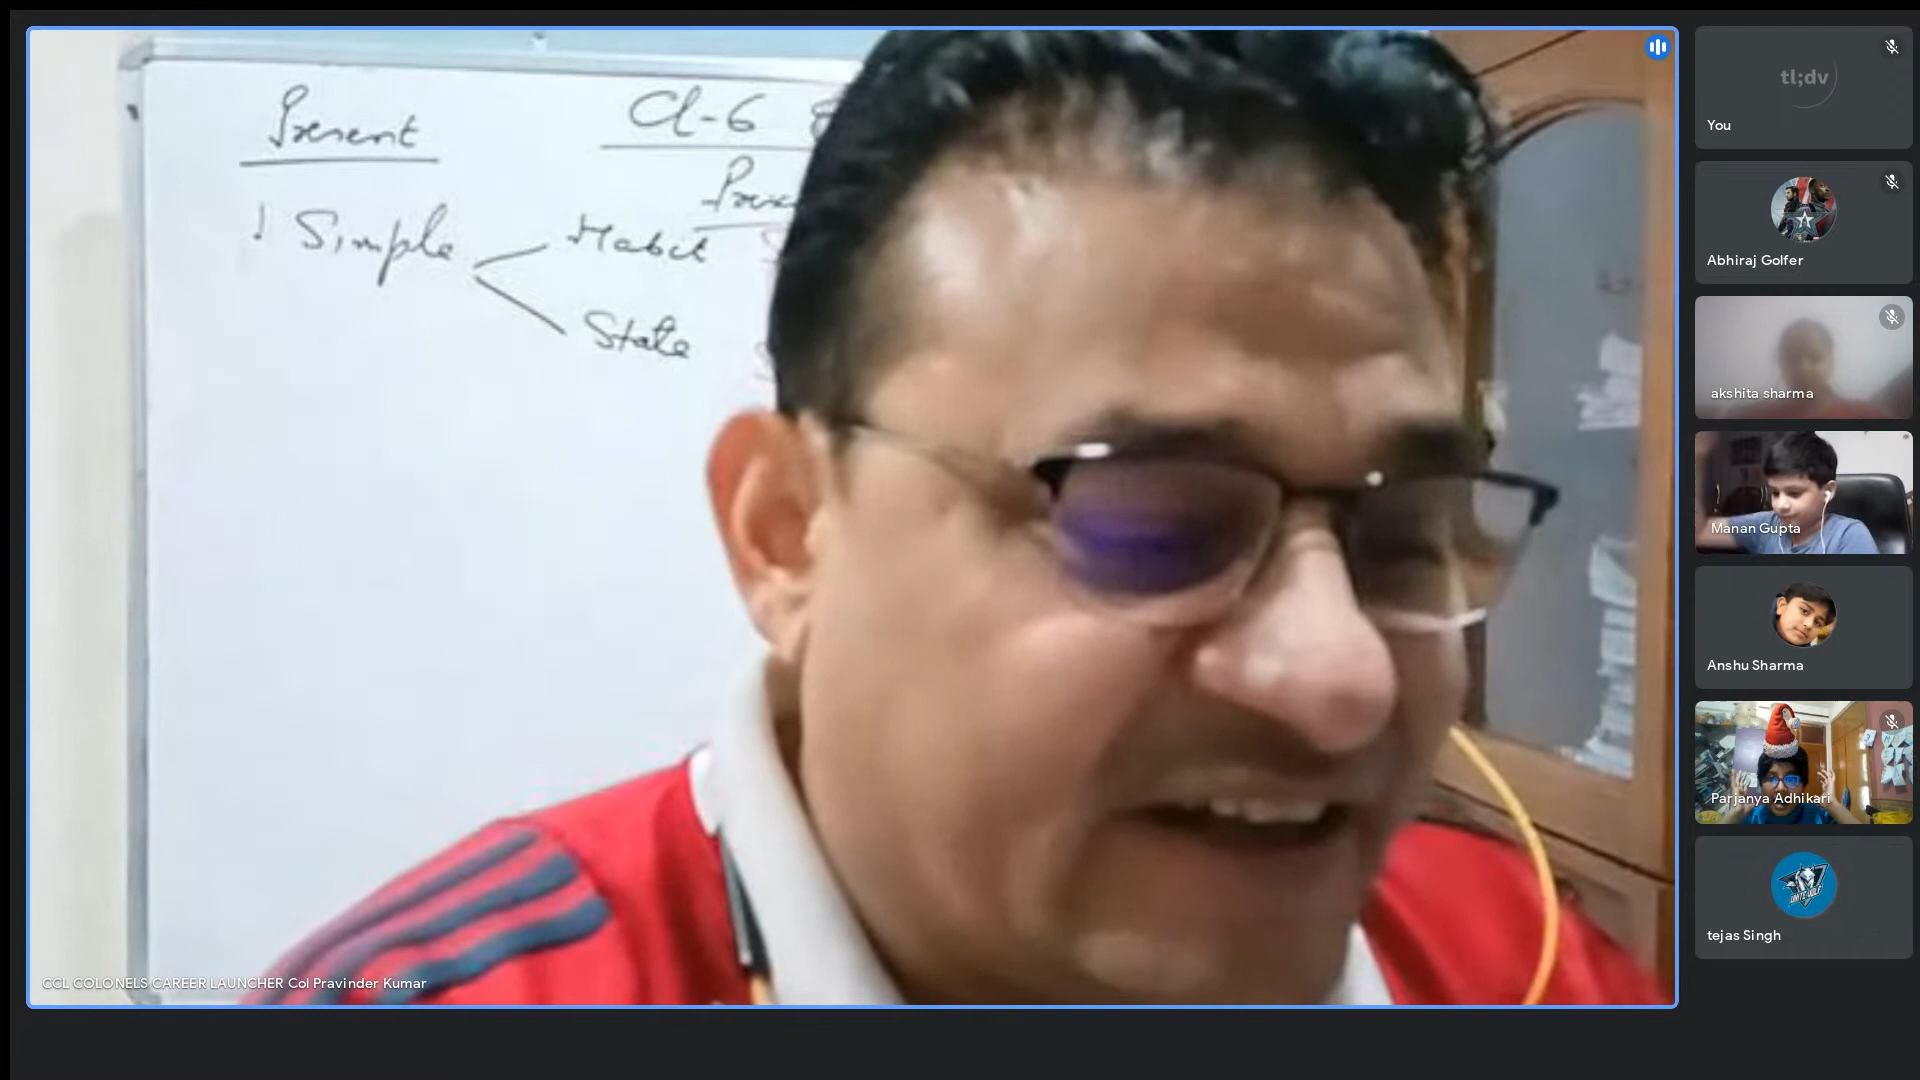 Present
Cl-6
! Simple
Habit
State
CCL COLONELS CAREER LAUNCHER Col Pravinder Kumar
tl;dv
You
Abhiraj Golfer
akshita sharma
Manan Gupta
Anshu Sharma
Parjanya Adhikari
tejas Singh